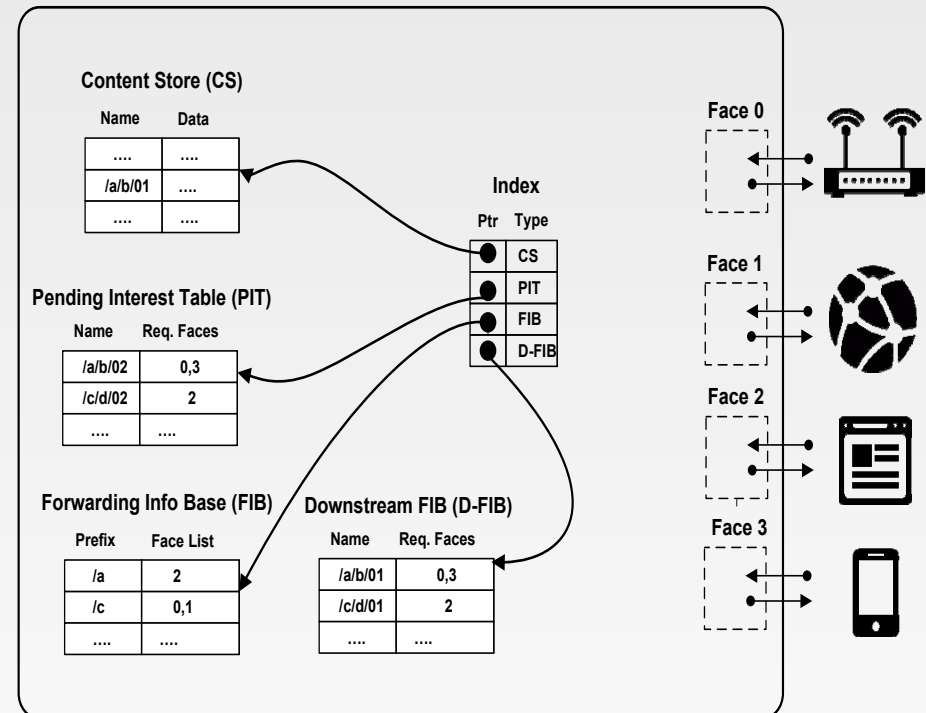 Content Store (CS)
Name Data
.... ....
/a/b/01 ....
.... ....
Index
Ptr Type
CS
PIT
FIB
D-FIB
Pending Interest Table (PIT)
Name Req. Faces
/a/b/02 0,3
/c/d/02 2
.... ....
Forwarding Info Base (FIB)
Prefix Face List
/a 2
/c 0,1
.... ....
Downstream FIB (D-FIB)
Name Req. Faces
/a/b/01 0,3
/c/d/01 2
.... ....
Face 0
Face 1
Face 2
Face 3